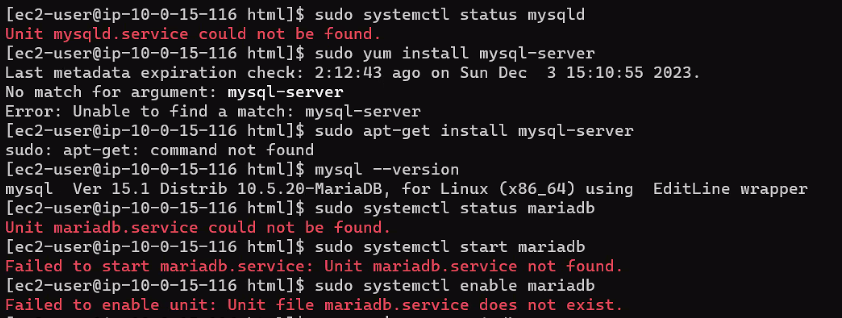 [ec2-user@ip-10-0-15-116 html]$ sudo systemctl status mysqld
Unit mysqld.service could not be found.
[ec2-user@ip-10-0-15-116 html]$ sudo yum install mysql-server
Last metadata expiration check: 2:12:43 ago on Sun Dec  3 15:10:55 2023.
No match for argument: mysql-server
Error: Unable to find a match: mysql-server
[ec2-user@ip-10-0-15-116 html]$ sudo apt-get install mysql-server
sudo: apt-get: command not found
[ec2-user@ip-10-0-15-116 html]$ mysql --version
mysql  Ver 15.1 Distrib 10.5.20-MariaDB, for Linux (x86_64) using  EditLine wrapper
[ec2-user@ip-10-0-15-116 html]$ sudo systemctl status mariadb
Unit mariadb.service could not be found.
[ec2-user@ip-10-0-15-116 html]$ sudo systemctl start mariadb
Failed to start mariadb.service: Unit mariadb.service not found.
[ec2-user@ip-10-0-15-116 html]$ sudo systemctl enable mariadb
Failed to enable unit: Unit file mariadb.service does not exist.